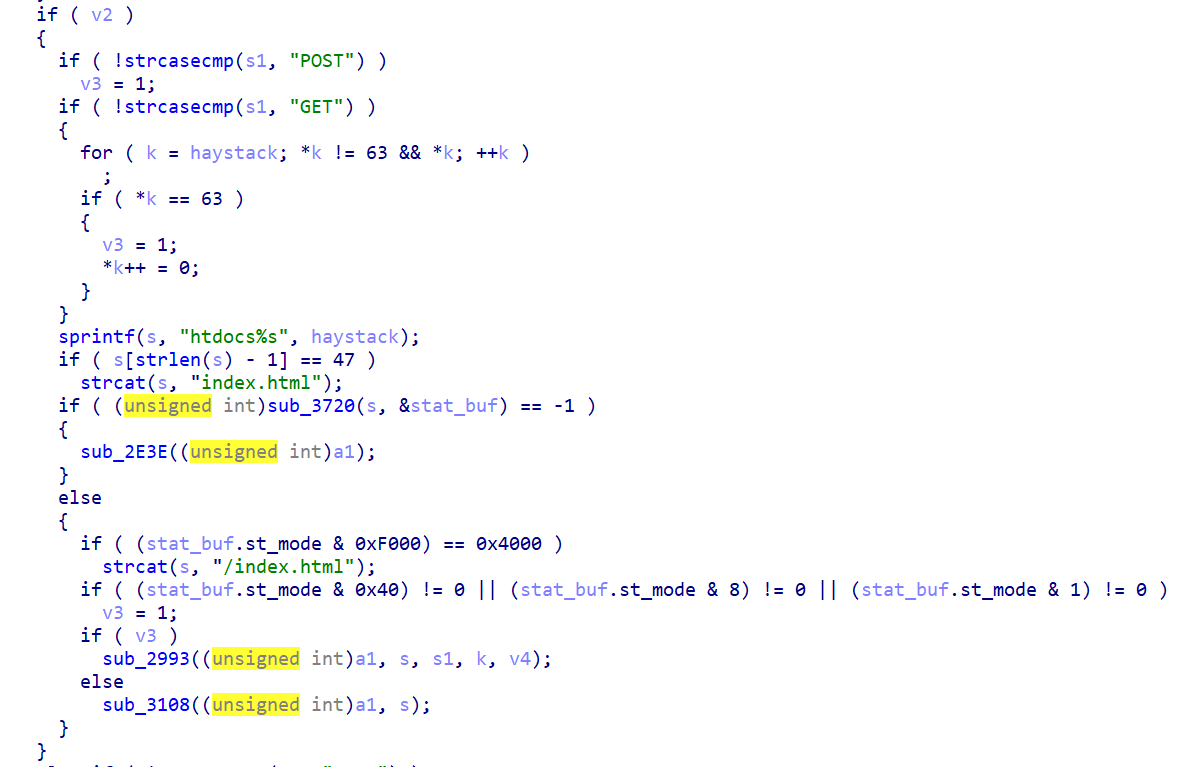 if ( v2 )
{
if ( !strcasecmp(s1, "POST") )
v3 = 1;
if ( !strcasecmp(s1, "GET") )
{
for ( k = haystack; *k != 63 && *k; ++k )
;
if ( *k == 63 )
{
v3 = 1;
*k++ = 0;
}
}
sprintf(s, "htdocs%s", haystack);
if ( s[strlen(s) - 1] == 47 )
strcat(s, "index.html");
if ( (unsigned int)sub_3720(s, &stat_buf) == -1 )
{
sub_2E3E((unsigned int)a1);
}
else
{
if ( (stat_buf.st_mode & 0xF000) == 0x4000 )
strcat(s, "/index.html");
if ( (stat_buf.st_mode & 0x40) != 0 || (stat_buf.st_mode & 8) != 0 || (stat_buf.st_mode & 1) != 0 )
v3 = 1;
if ( v3 )
sub_2993((unsigned int)a1, s, s1, k, v4);
else
sub_3108((unsigned int)a1, s);
}
}